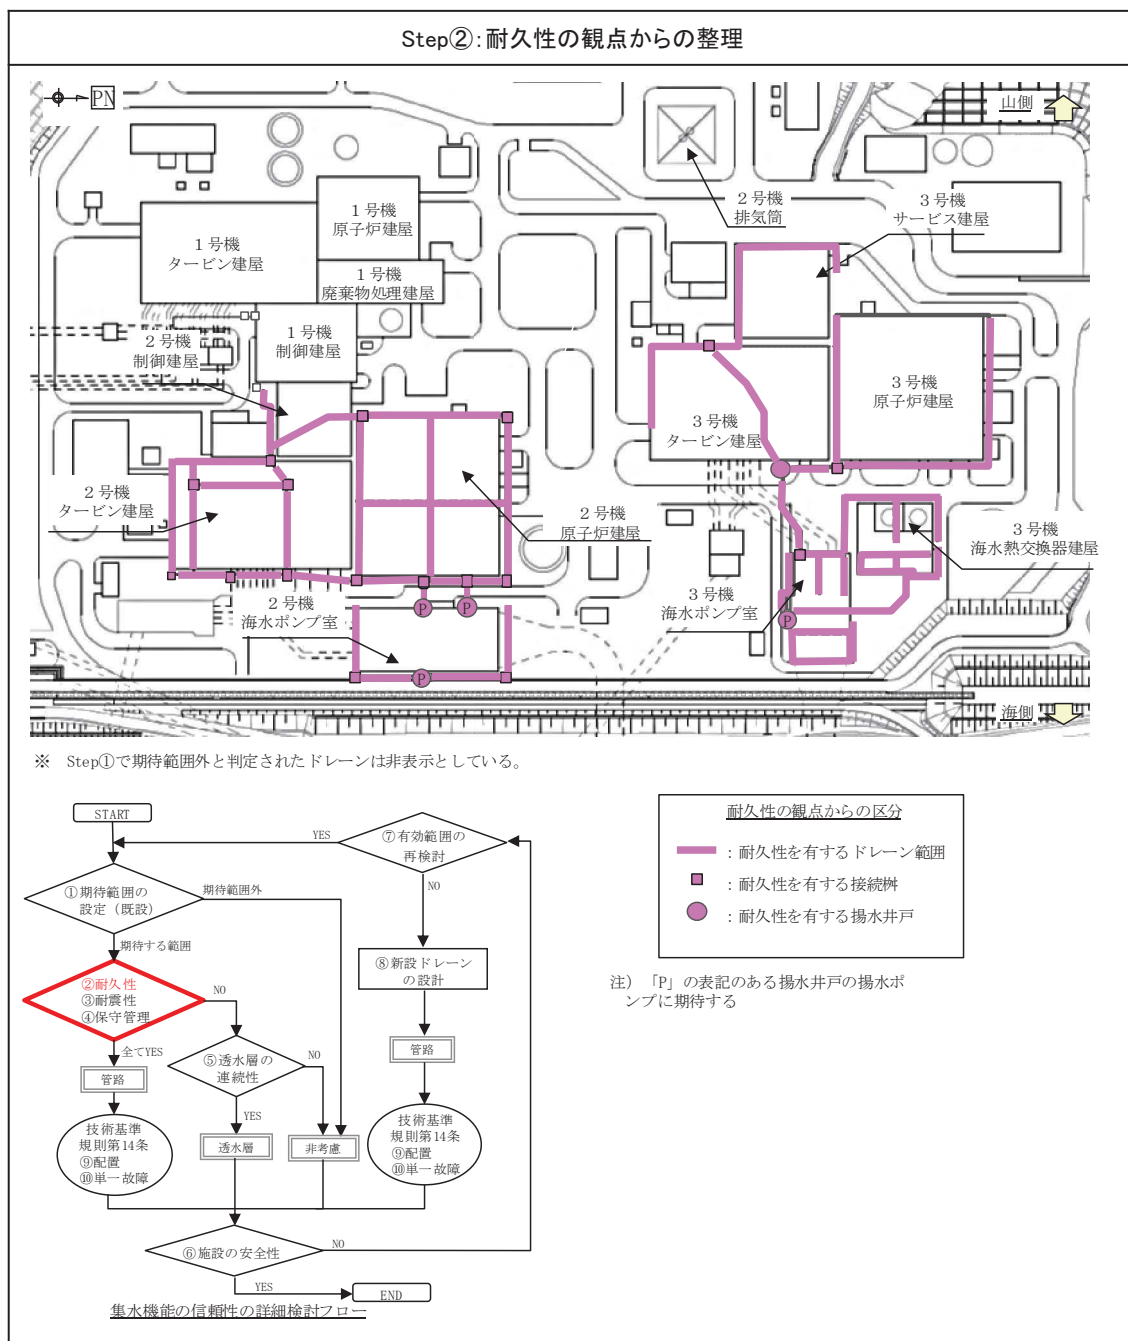 Step②:耐久性の観点からの整理
PN
山側
2号機
排気筒
3号機
サービス建屋
1号機
原子炉建屋
1号機
タービン建屋
1号機
廃棄物処理建屋
1号機
制御建屋
2号機
制御建屋
3号機
原子炉建屋
3号機
タービン建屋
2号機
タービン建屋
2号機
原子炉建屋
3号機
海水熱交換器建屋
2号機
海水ポンプ室
3号機
海水ポンプ室
P
P
P
P
海側
※ Step①で期待範囲外と判定されたドレーンは非表示としている。
START
①期待範囲の
設定(既設)
期待範囲外
期待する範囲
②耐久性
③耐震性
④保守管理
NO
全てYES
管路
技術基準
規則第14条
⑨配置
⑩単一故障
⑤透水層の
連続性
NO
YES
透水層
非考慮
YES
⑦有効範囲の
再検討
NO
⑧新設ドレーン
の設計
管路
技術基準
規則第14条
⑨配置
⑩単一故障
⑥施設の安全性
NO
YES
END
集水機能の信頼性の詳細検討フロー
耐久性の観点からの区分
:耐久性を有するドレーン範囲
:耐久性を有する接続桝
:耐久性を有する揚水井戸
注)「P」の表記のある揚水井戸の揚水ポ
ンプに期待する